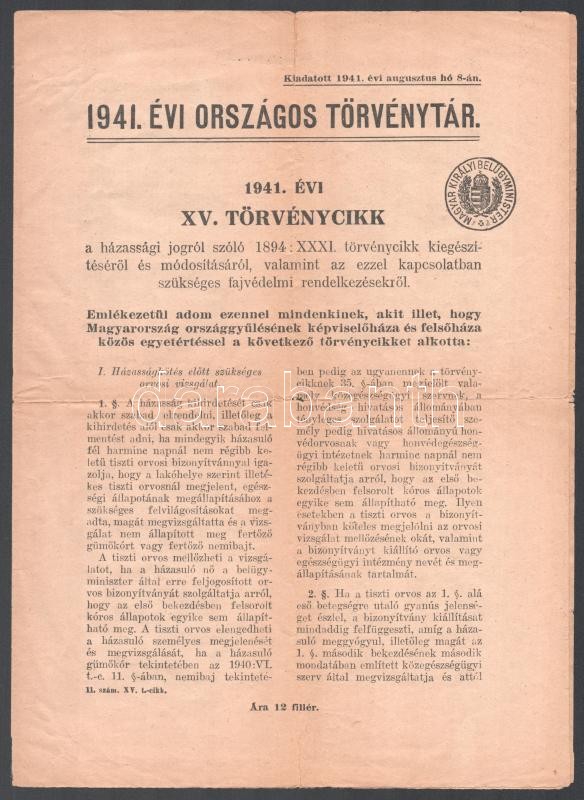 Kiadatott 1941. évi augusztus hó 8-án.
1941. ÉVI ORSZÁGOS TÖRVÉNYTÁR.
MAGYAR KIRÁLYI BELÜGYMINISTER
1941. ÉVI
XV. TÖRVÉNYCIKK
a házassági jogról szóló 1894:XXXI. törvénycikk kiegészí-
téséről és módosításáról, valamint az ezzel kapcsolatban
szükséges fajvédelmi rendelkezésekről.
Emlékezetül adom ezennel mindenkinek, akit illet, hogy
Magyarország országgyűlésének képviselőháza és felsőháza
közös egyetértéssel a következő törvénycikket alkotta:
I. Házasságkötés előtt szükséges
orvosi vizsgálat.
1. §. A házasság kihirdetését csak
akkor szabad elrendelni, illetőleg a
kihirdetés alól csak akkor szabad fel-
mentést adni, ha mindegyik házasuló
fél harminc napnál nem régibb ke-
letű tiszti orvosi bizonyítvánnyal iga-
zolja, hogy a lakóhelye szerint illeté-
kes tiszti orvosnál megjelent, egész-
ségi állapotának megállapításához a
szükséges felvilágosításokat meg-
adta, magát megvizsgáltatta és a vizs-
gálat nem állapított meg fertőző
gümőkórt vagy fertőző nemibajt.
A tiszti orvos mellőzheti a vizsgá-
latot, ha a házasuló nő a belügy-
miniszter által erre feljogosított or-
vos bizonyítványát szolgáltatja arról,
hogy az első bekezdésben felsorolt
kóros állapotok egyike sem állapít-
ható meg. A tiszti orvos elengedheti
a házasuló személyes megjelenését
és megvizsgálását, ha a házasuló
gümőkór tekintetében az 1940:VI.
t.-c. 11. §-ában, nemibaj tekinteté-
11. szám. XV. t.-cikk.
ben pedig az ugyanennek a törvény-
cikknek 35. §-ában megjelölt vala-
mely közegészségügyi szervnek, a
honvédség hivatásos állományában
tényleges szolgálatot teljesítő sze-
mély pedig hivatásos állományú hon-
védorvosnak vagy honvédegészség-
ügyi intézetnek harminc napnál nem
régibb keletű orvosi bizonyítványát
szolgáltatja arról, hogy az első be-
kezdésben felsorolt kóros állapotok
egyike sem állapítható meg. Ilyen
esetekben a tiszti orvos a bizonyít-
ványban köteles megjelölni az orvosi
vizsgálat mellőzésének okát, valamint
a bizonyítványt kiállító orvos vagy
egészségügyi intézmény nevét és meg-
állapításának tartalmát.
2. §. Ha a tiszti orvos az 1. §. alá
eső betegségre utaló gyanús jelensé-
get észlel, a bizonyítvány kiállítását
mindaddig felfüggeszti, amíg a háza-
suló meggyógyul, illetőleg magát az
1. §. második bekezdésének második
mondatában említett közegészségügyi
szerv által megvizsgáltatja és attól
Ára 12 fillér.
darabanth